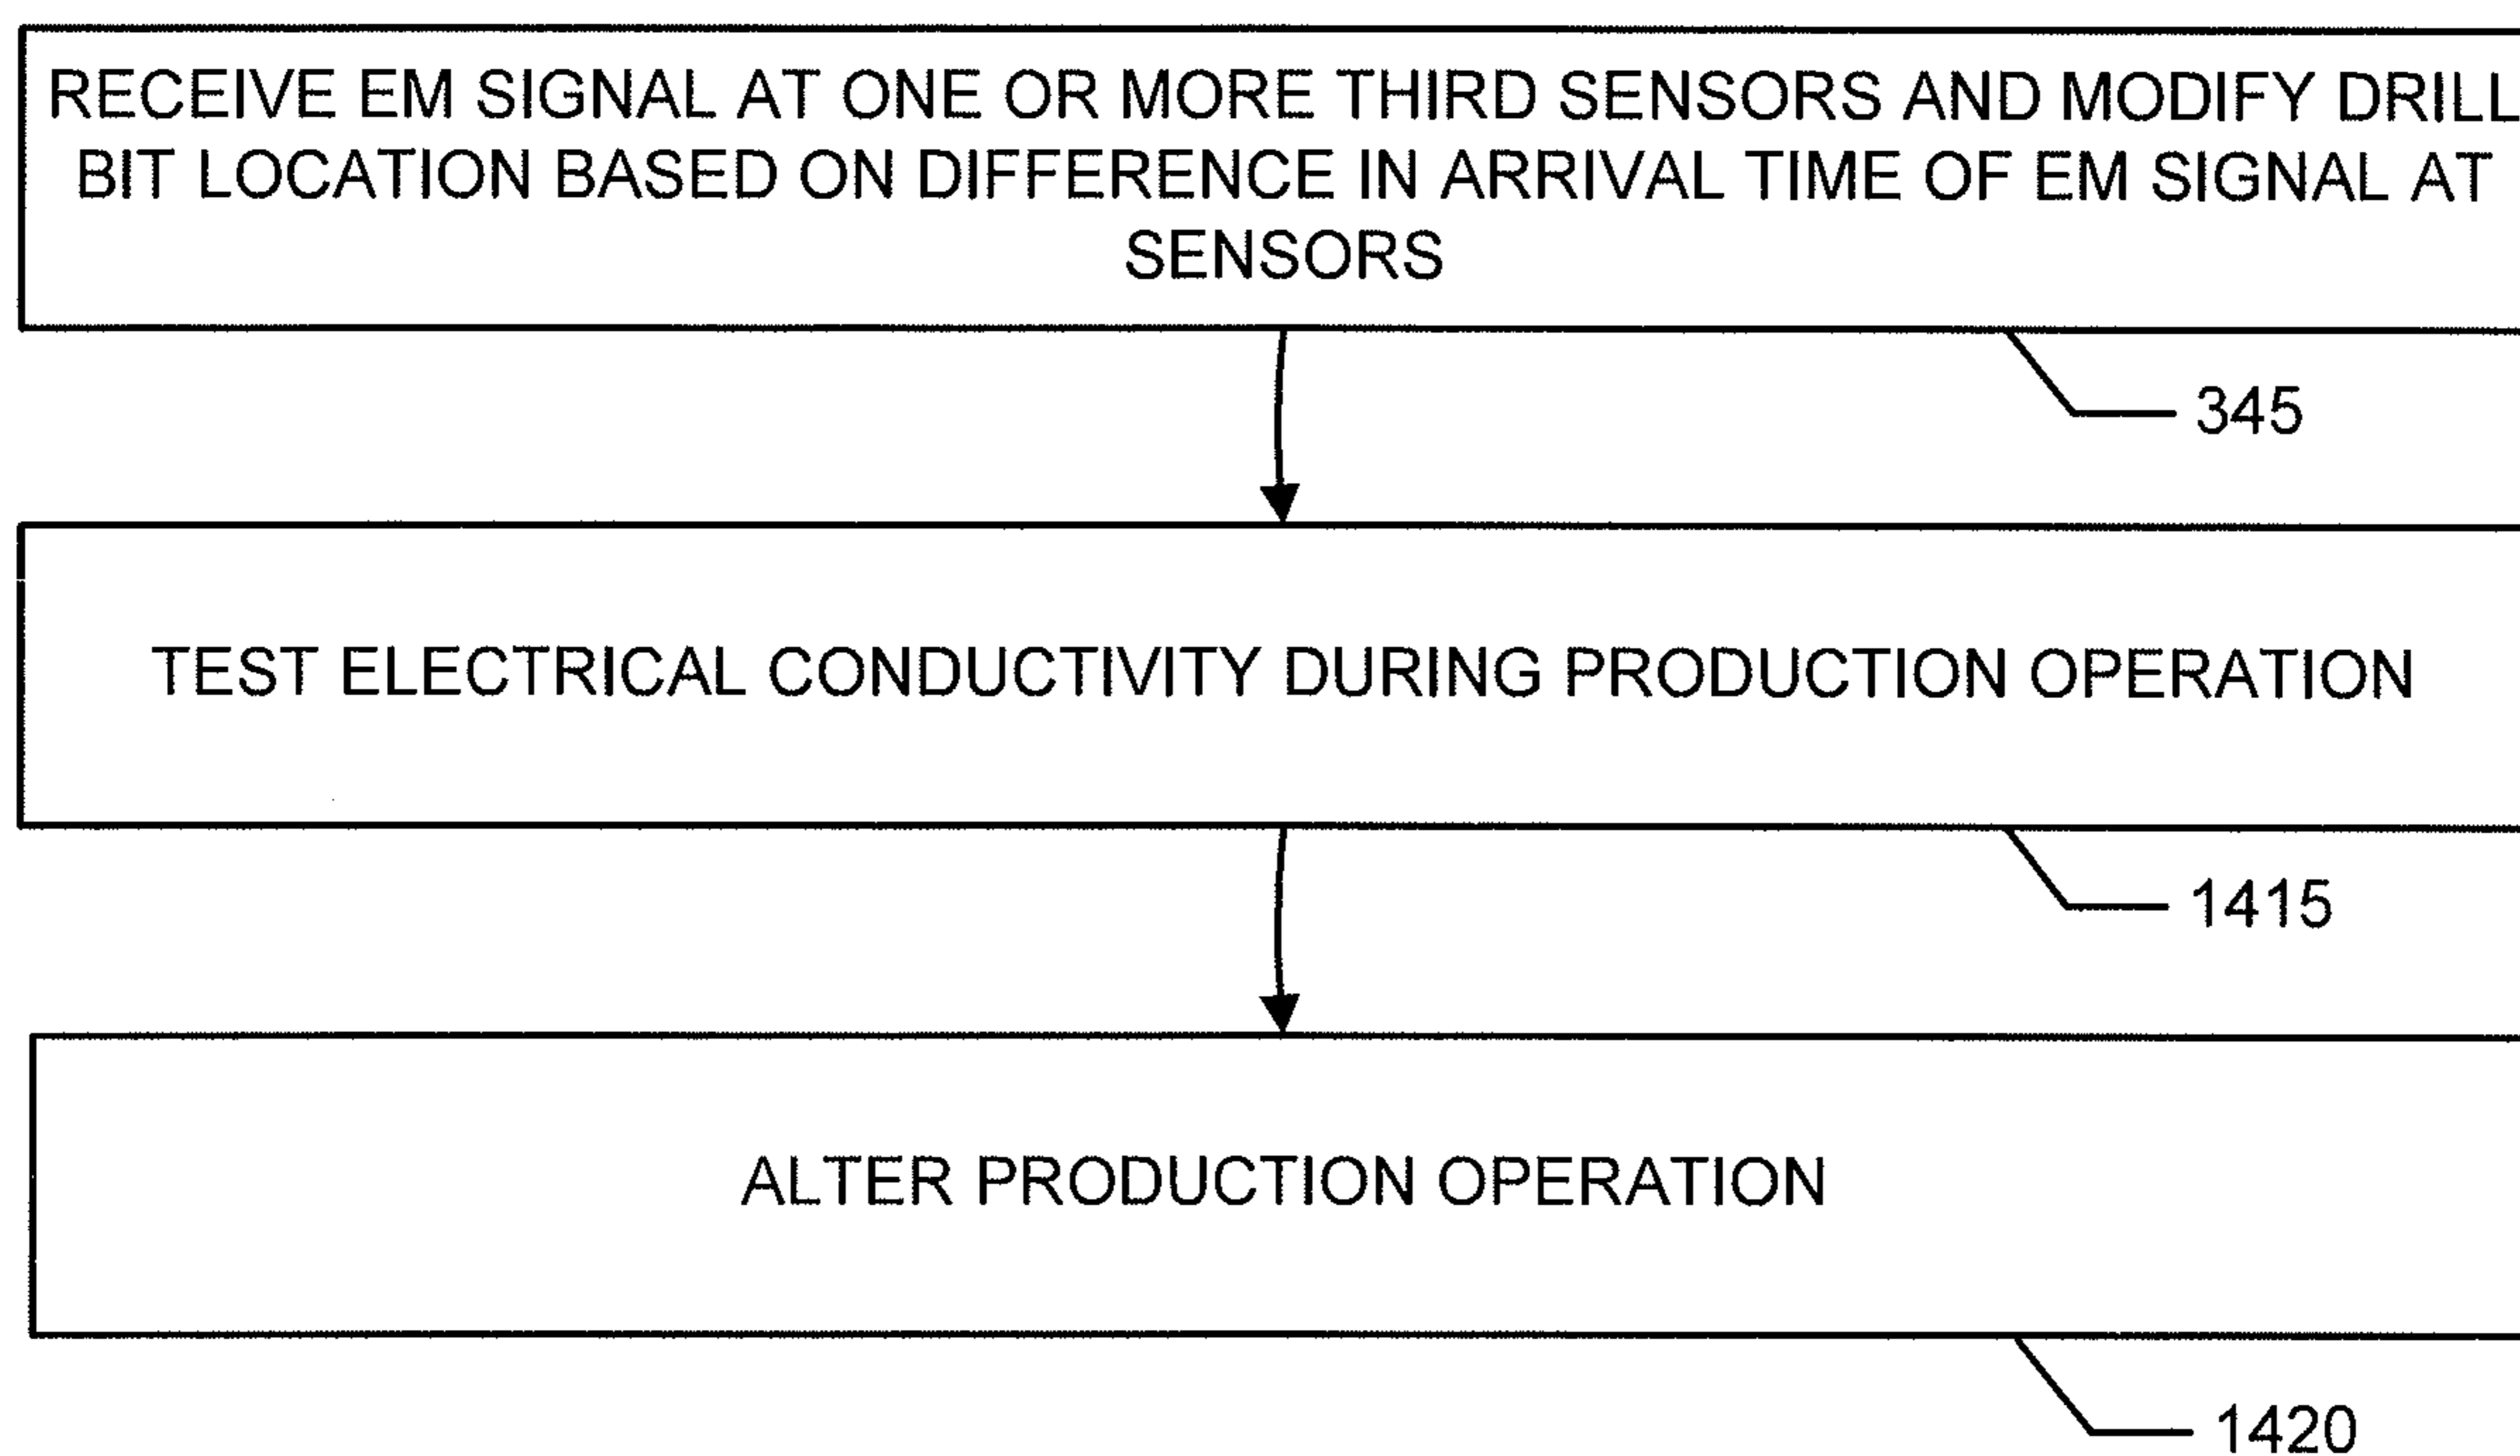 RECEIVE EM SIGNAL AT ONE OR MORE THIRD SENSORS AND MODIFY DRILL
BIT LOCATION BASED ON DIFFERENCE IN ARRIVAL TIME OF EM SIGNAL AT
SENSORS
345
TEST ELECTRICAL CONDUCTIVITY DURING PRODUCTION OPERATION
1415
ALTER PRODUCTION OPERATION
1420